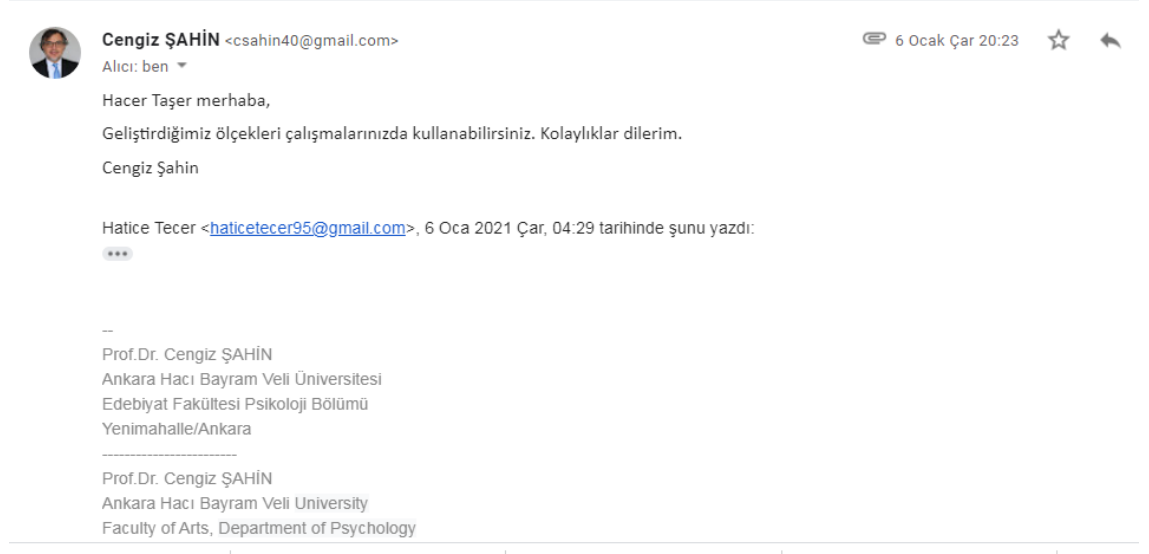 Cengiz ŞAHİN <csahin40@gmail.com> 6 Ocak Çar 20:23
Alıcı: ben
Hacer Taşer merhaba,
Geliştirdiğimiz ölçekleri çalışmalarınızda kullanabilirsiniz. Kolaylıklar dilerim.
Cengiz Şahin
Hatice Tecer <haticetecer95@gmail.com>, 6 Oca 2021 Çar, 04:29 tarihinde şunu yazdı:
--
Prof.Dr. Cengiz ŞAHİN
Ankara Hacı Bayram Veli Üniversitesi
Edebiyat Fakültesi Psikoloji Bölümü
Yenimahalle/Ankara
------------------------
Prof.Dr. Cengiz ŞAHİN
Ankara Hacı Bayram Veli University
Faculty of Arts, Department of Psychology